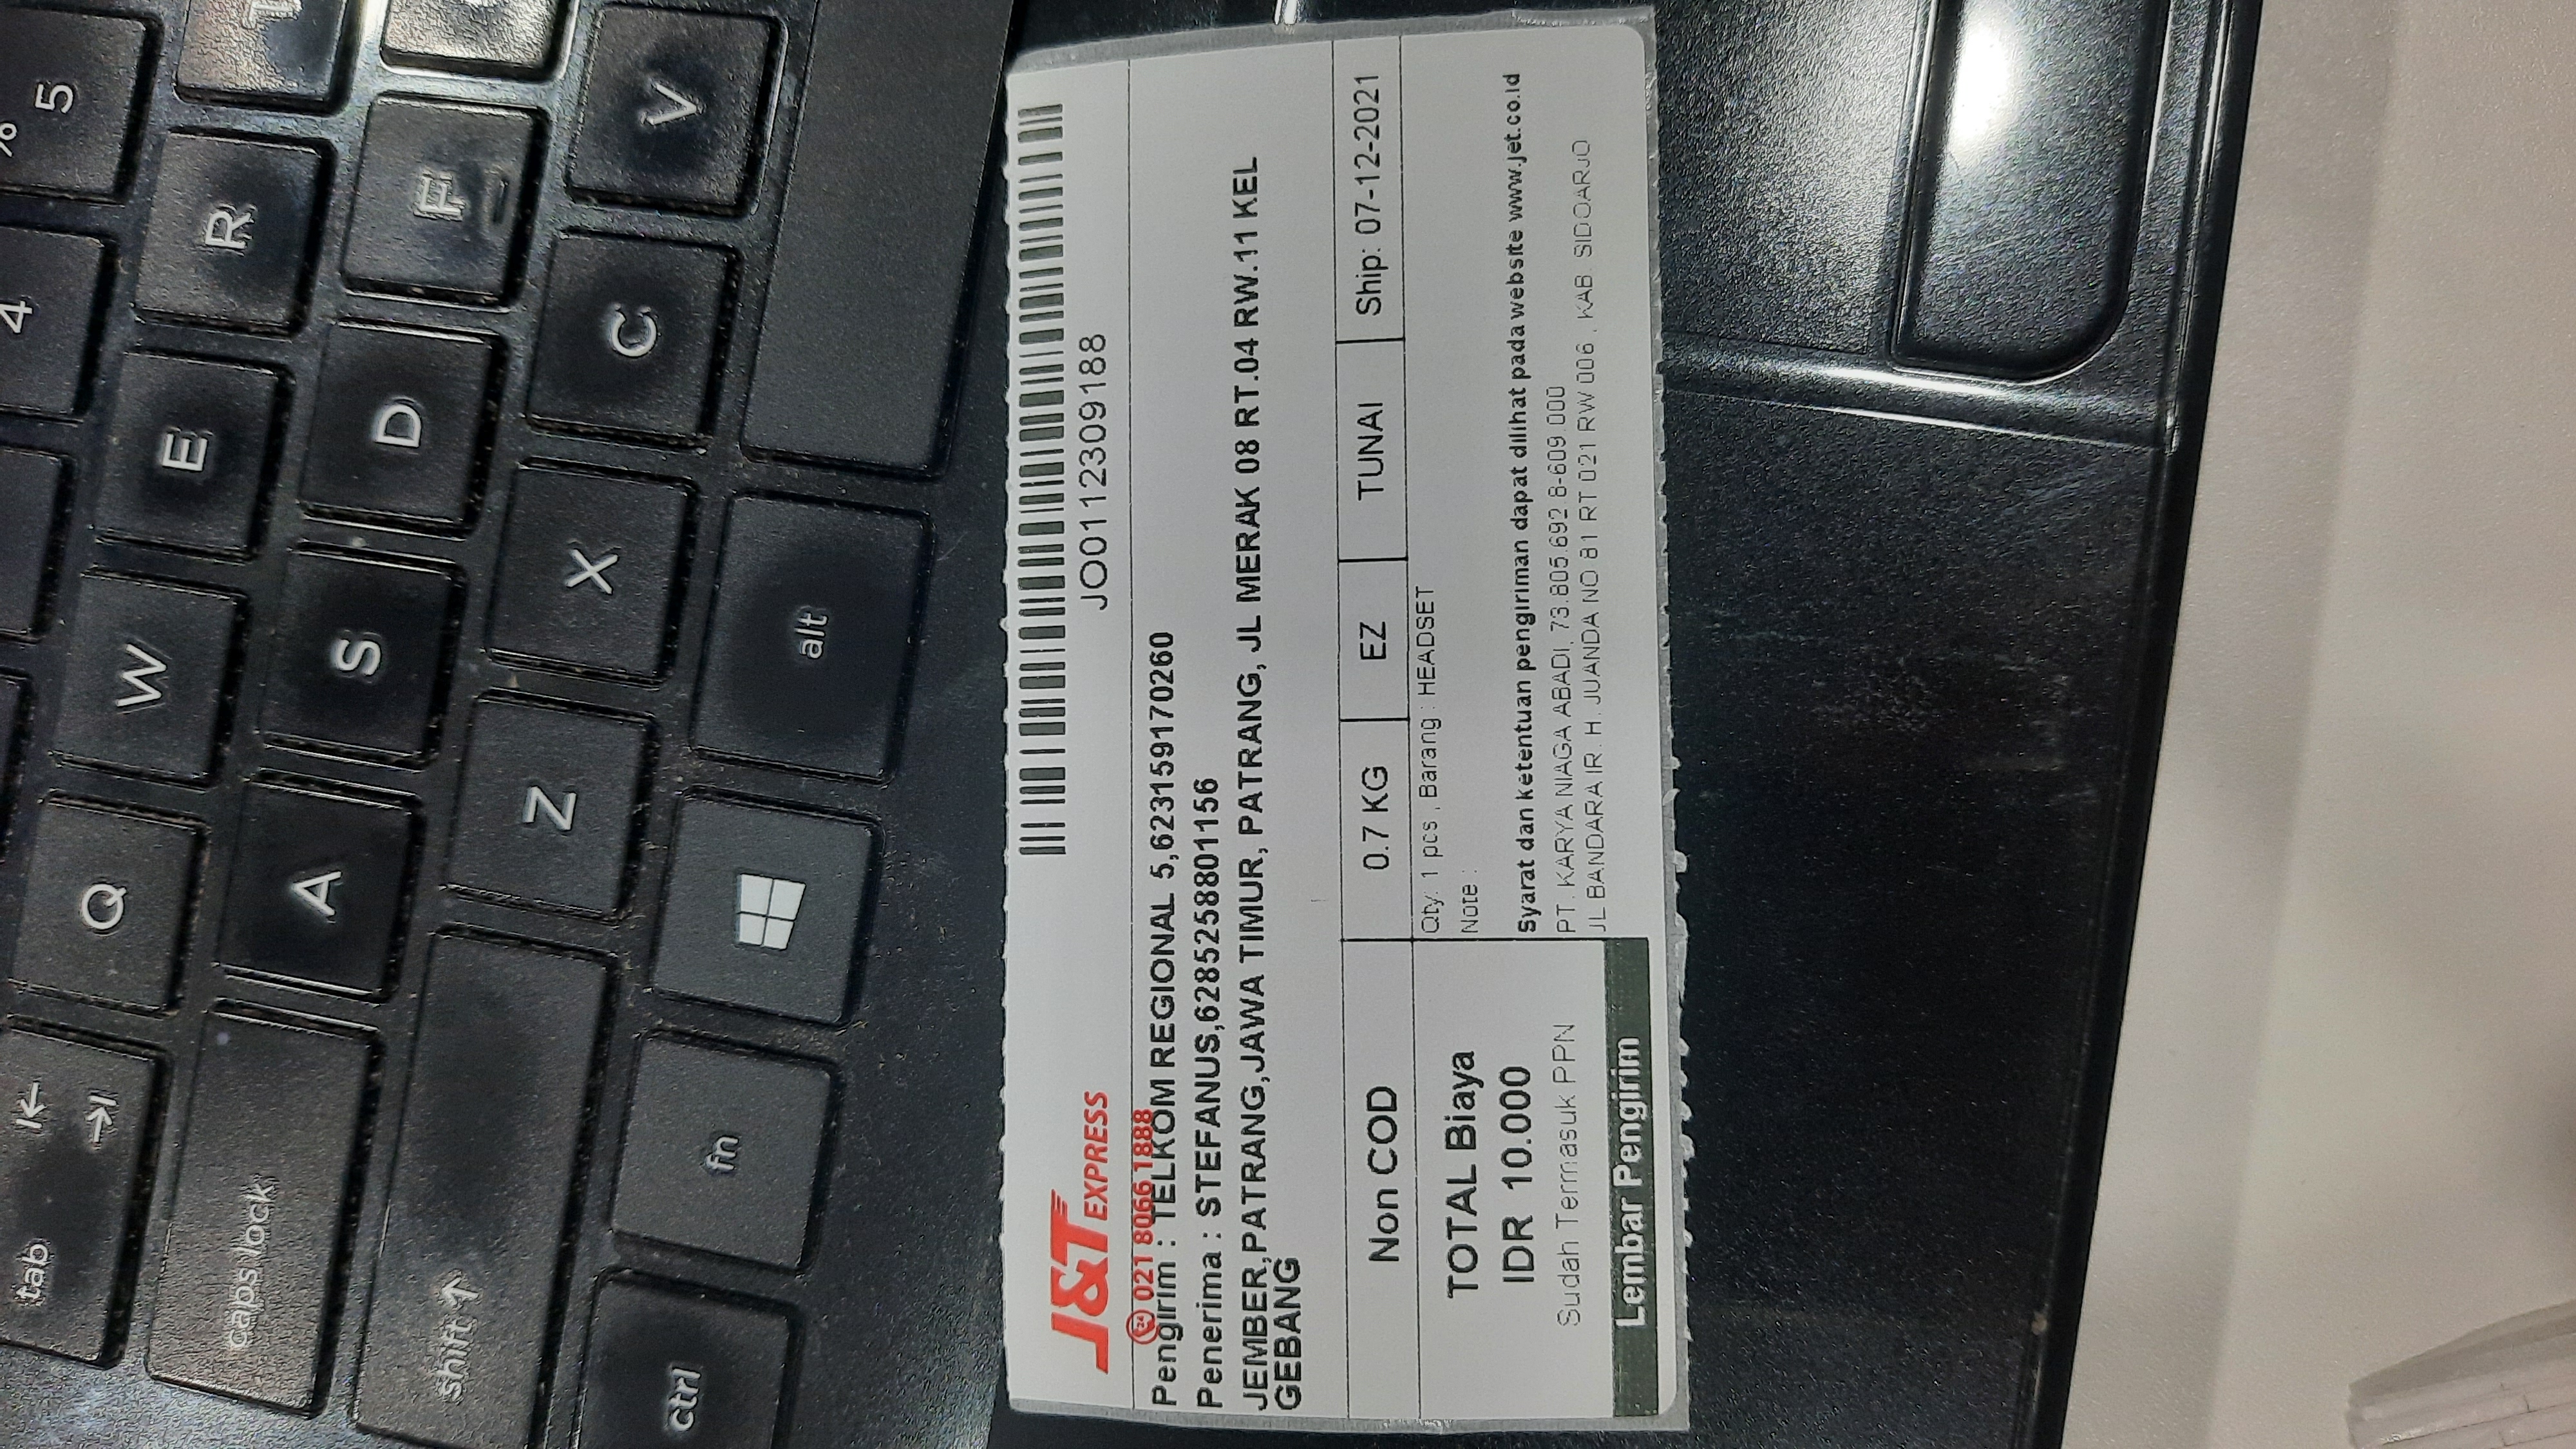 4 % 5
tab Q W E R T
caps lock A S D F
shift Z X C V
ctrl fn alt
J&T EXPRESS
JO0112309188
24 021 8066 1888
Pengirim : TELKOM REGIONAL 5,623159170260
Penerima : STEFANUS,6285258801156
JEMBER,PATRANG,JAWA TIMUR, PATRANG, JL MERAK 08 RT.04 RW.11 KEL
GEBANG
Non COD 0.7 KG EZ TUNAI Ship: 07-12-2021
Qty: 1 pcs , Barang : HEADSET
Note :
TOTAL Biaya
IDR 10.000
Sudah Termasuk PPN
Lembar Pengirim
Syarat dan ketentuan pengiriman dapat dilihat pada website www.jet.co.id
PT. KARYA NIAGA ABADI, 73.805.692.8-609.000
JL BANDARA IR. H. JUANDA NO 81 RT 021 RW 006 , KAB. SIDOARJO